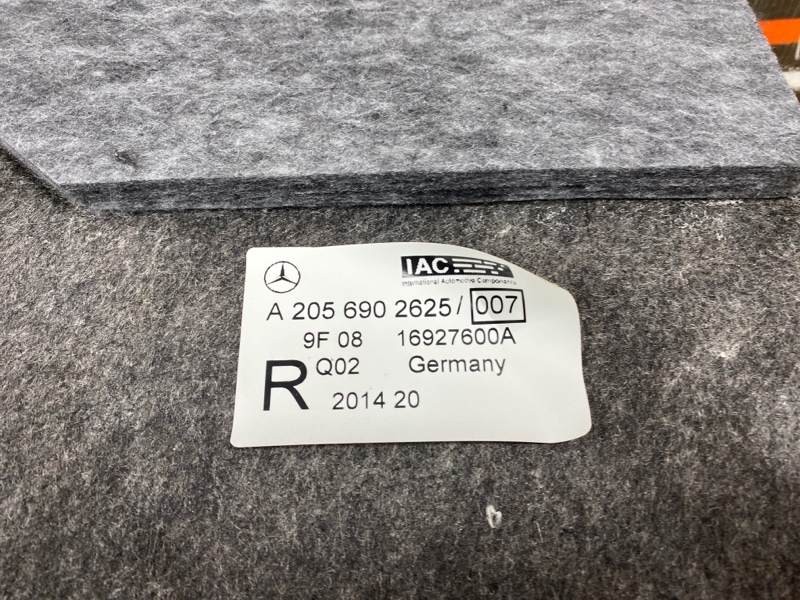 IAC
International Automotive Components
A 205 690 2625/ 007
9F 08 16927600A
Q02 Germany
R
2014 20